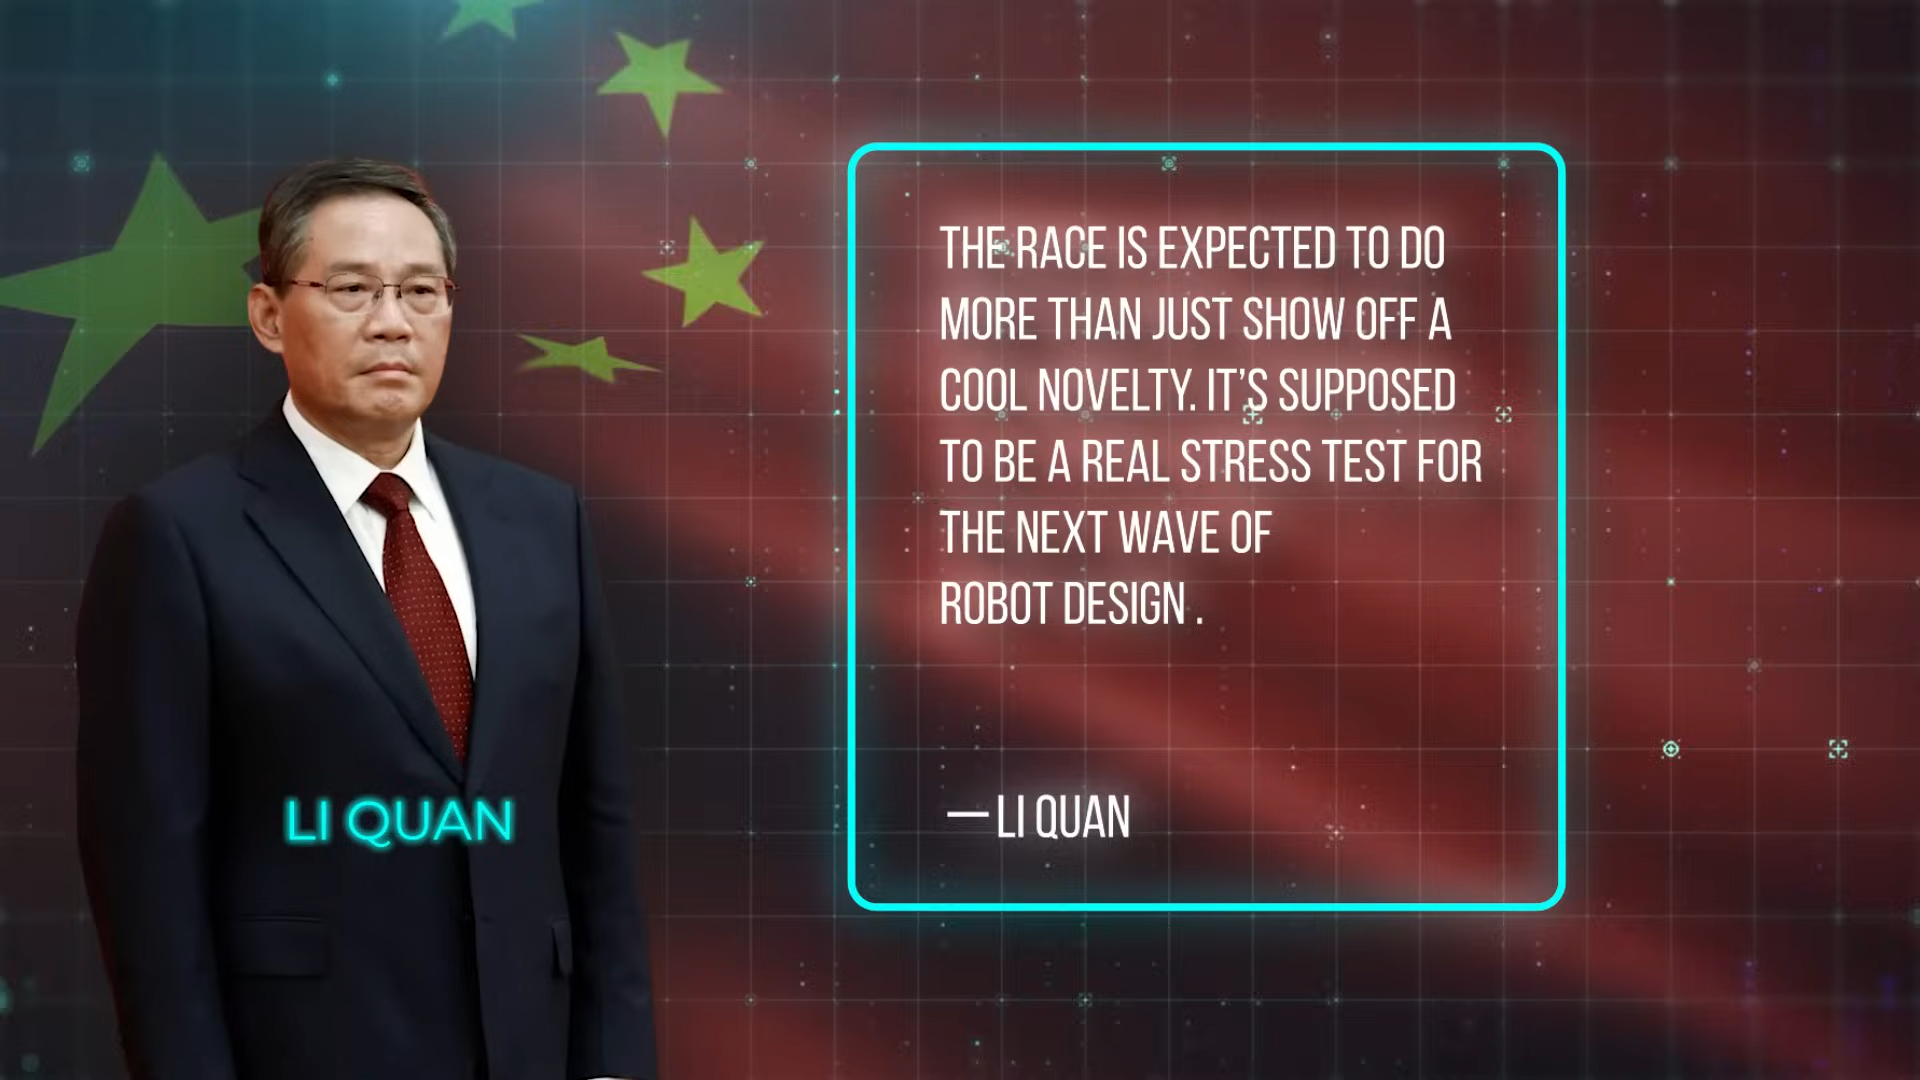 THE RACE IS EXPECTED TO DO
MORE THAN JUST SHOW OFF A
COOL NOVELTY. IT’S SUPPOSED
TO BE A REAL STRESS TEST FOR
THE NEXT WAVE OF
ROBOT DESIGN .
— LI QUAN
LI QUAN